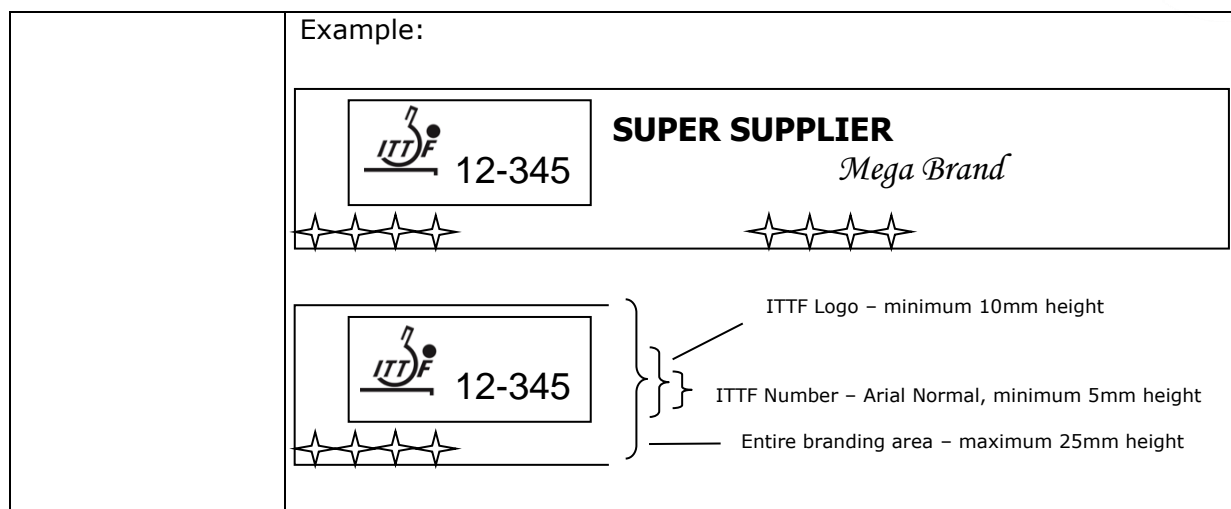 Example:
ITTF
12-345
SUPER SUPPLIER
Mega Brand
ITTF
12-345
ITTF Logo – minimum 10mm height
ITTF Number – Arial Normal, minimum 5mm height
Entire branding area – maximum 25mm height